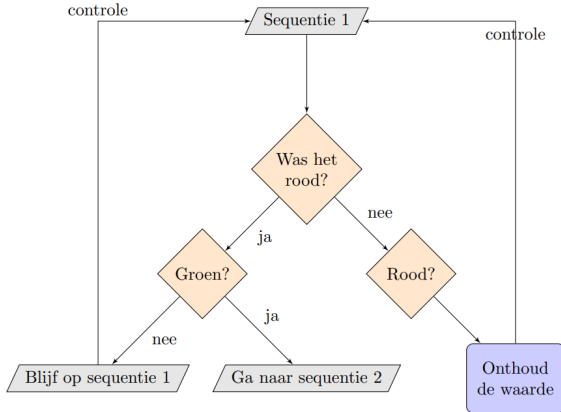 controle
Sequentie 1
controle
Was het
rood?
ja
nee
Groen?
Rood?
nee
ja
Blijf op sequentie 1
Ga naar sequentie 2
Onthoud
de waarde